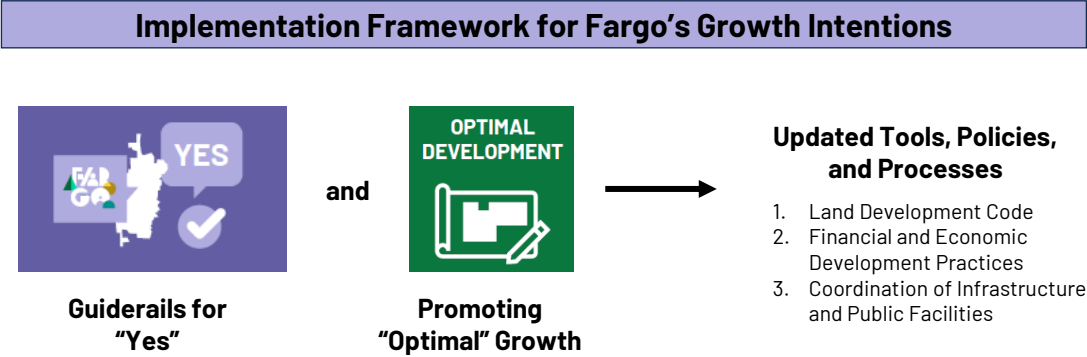 Implementation Framework for Fargo’s Growth Intentions
FAR
GO
YES
and
OPTIMAL
DEVELOPMENT
Guiderails for
“Yes”
Promoting
“Optimal” Growth
Updated Tools, Policies,
and Processes
1. Land Development Code
2. Financial and Economic
Development Practices
3. Coordination of Infrastructure
and Public Facilities